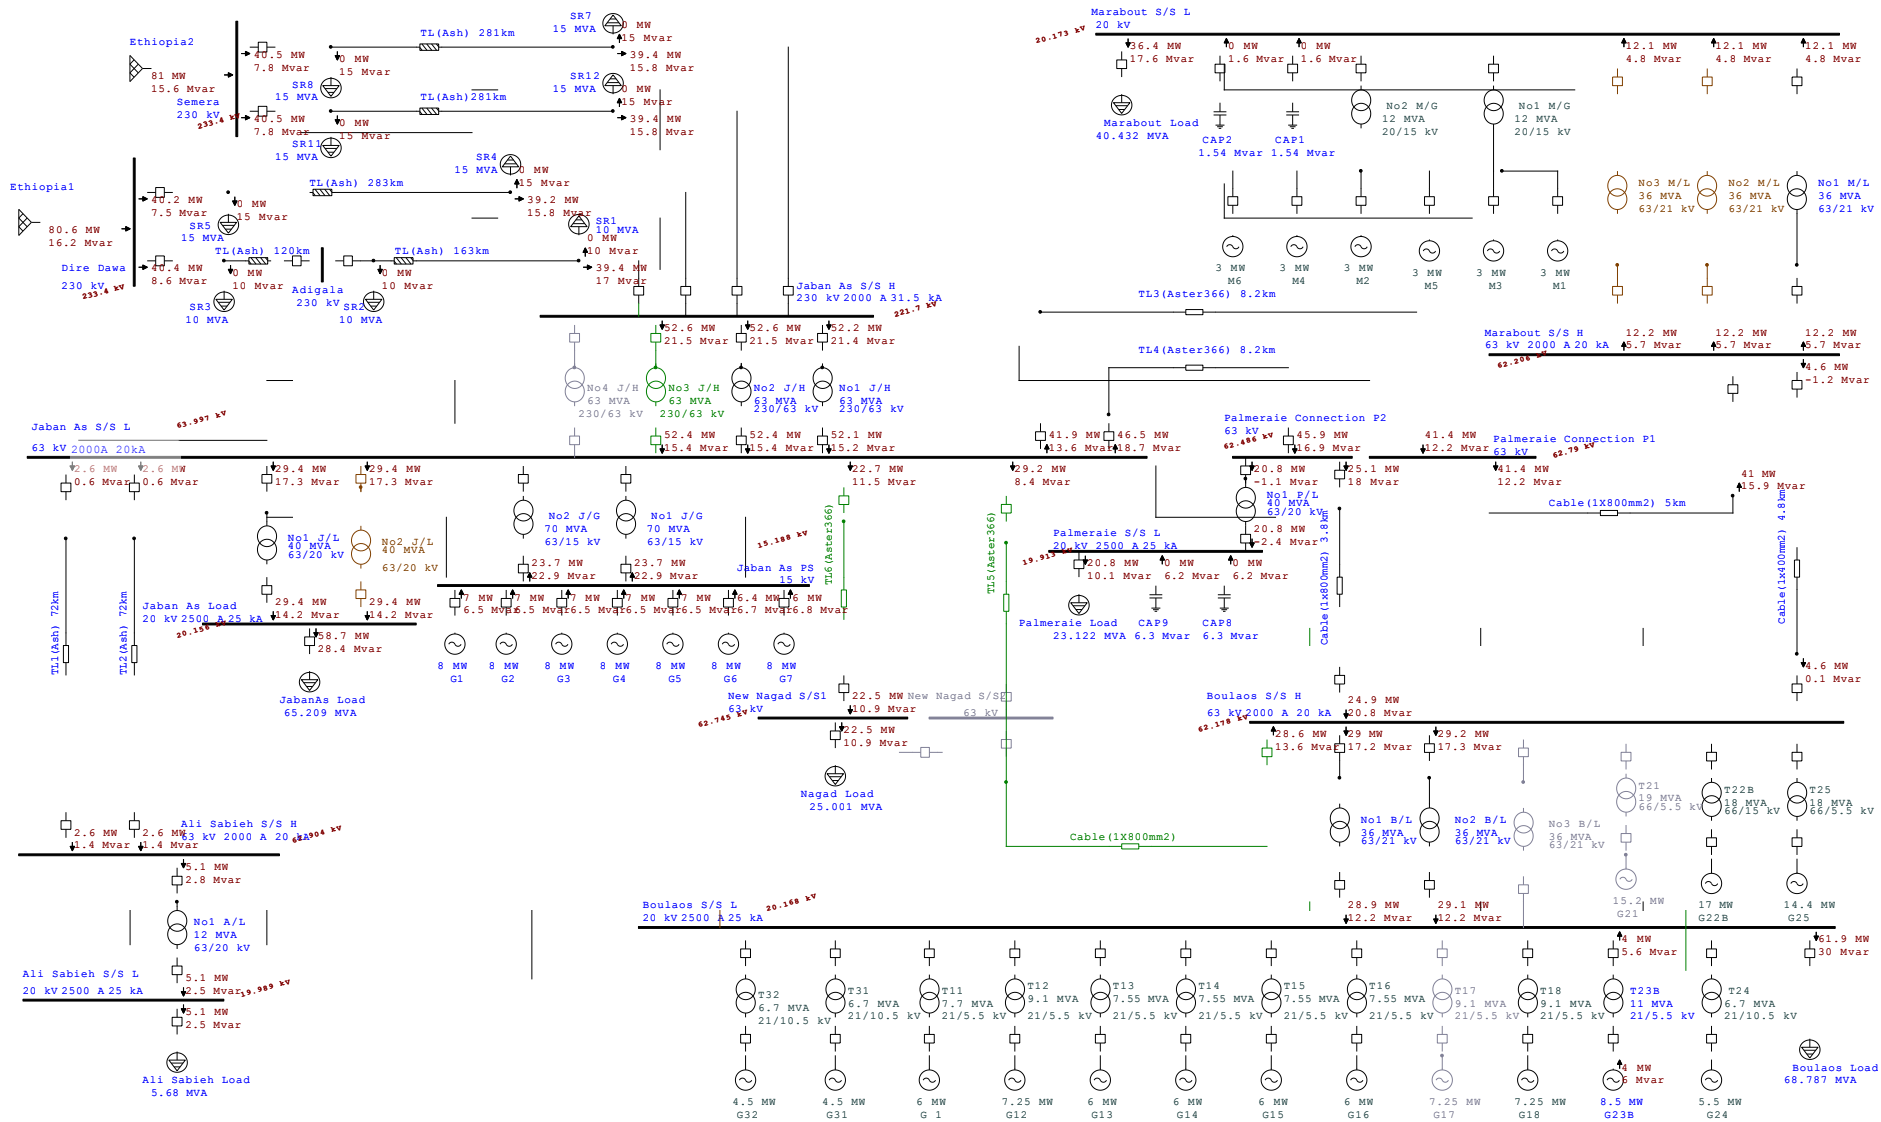 Ethiopia2
81 MW
15.6 Mvar
Semera
230 kV
233.4 kV
40.5 MW
7.8 Mvar
0 MW
15 Mvar
SR8
15 MVA
TL(Ash) 281km
SR7
15 MVA
0 MW
15 Mvar
39.4 MW
15.8 Mvar
40.5 MW
7.8 Mvar
0 MW
15 Mvar
SR11
15 MVA
TL(Ash)281km
SR12
15 MVA
0 MW
15 Mvar
39.4 MW
15.8 Mvar
Ethiopia1
80.6 MW
16.2 Mvar
Dire Dawa
230 kV
233.4 kV
40.2 MW
7.5 Mvar
0 MW
15 Mvar
SR5
15 MVA
TL(Ash) 283km
SR4
15 MVA
0 MW
15 Mvar
39.2 MW
15.8 Mvar
40.4 MW
8.6 Mvar
TL(Ash) 120km
0 MW
10 Mvar
SR3
10 MVA
Adigala
230 kV
TL(Ash) 163km
0 MW
10 Mvar
SR2
10 MVA
SR1
10 MVA
0 MW
10 Mvar
39.4 MW
17 Mvar
Jaban As S/S H
230 kV 2000 A 31.5 kA
221.7 kV
52.6 MW
21.5 Mvar
52.6 MW
21.5 Mvar
52.2 MW
21.4 Mvar
No4 J/H
63 MVA
230/63 kV
No3 J/H
63 MVA
230/63 kV
No2 J/H
63 MVA
230/63 kV
No1 J/H
63 MVA
230/63 kV
52.4 MW
15.4 Mvar
52.4 MW
15.4 Mvar
52.1 MW
15.2 Mvar
Marabout S/S L
20 kV
20.173 kV
36.4 MW
17.6 Mvar
0 MW
1.6 Mvar
0 MW
1.6 Mvar
12.1 MW
4.8 Mvar
12.1 MW
4.8 Mvar
12.1 MW
4.8 Mvar
Marabout Load
40.432 MVA
CAP2
1.54 Mvar
CAP1
1.54 Mvar
No2 M/G
12 MVA
20/15 kV
No1 M/G
12 MVA
20/15 kV
No3 M/L
36 MVA
63/21 kV
No2 M/L
36 MVA
63/21 kV
No1 M/L
36 MVA
63/21 kV
3 MW
M6
3 MW
M4
3 MW
M2
3 MW
M5
3 MW
M3
3 MW
M1
TL3(Aster366) 8.2km
TL4(Aster366) 8.2km
Marabout S/S H
63 kV 2000 A 20 kA
62.206 kV
12.2 MW
5.7 Mvar
12.2 MW
5.7 Mvar
12.2 MW
5.7 Mvar
4.6 MW
-1.2 Mvar
Jaban As S/S L
63 kV 2000A 20kA
63.997 kV
2.6 MW
0.6 Mvar
2.6 MW
0.6 Mvar
29.4 MW
17.3 Mvar
29.4 MW
17.3 Mvar
22.7 MW
11.5 Mvar
29.2 MW
8.4 Mvar
41.9 MW
13.6 Mvar
46.5 MW
18.7 Mvar
Palmeraie Connection P2
63 kV
62.486 kV
45.9 MW
16.9 Mvar
20.8 MW
-1.1 Mvar
25.1 MW
18 Mvar
41.4 MW
12.2 Mvar
Palmeraie Connection P1
63 kV
62.79 kV
41.4 MW
12.2 Mvar
41 MW
15.9 Mvar
Cable(1X800mm2) 5km
Cable(1x400mm2) 4.8km
Cable(1x800mm2) 3.8km
No1 P/L
40 MVA
63/20 kV
20.8 MW
-2.4 Mvar
Palmeraie S/S L
20 kV 2500 A 25 kA
19.913 kV
20.8 MW
10.1 Mvar
0 MW
6.2 Mvar
0 MW
6.2 Mvar
Palmeraie Load
23.122 MVA
CAP9
6.3 Mvar
CAP8
6.3 Mvar
TL1(Ash) 72km
TL2(Ash) 72km
No1 J/L
40 MVA
63/20 kV
No2 J/L
40 MVA
63/20 kV
29.4 MW
14.2 Mvar
29.4 MW
14.2 Mvar
Jaban As Load
20 kV 2500 A 25 kA
20.156 kV
58.7 MW
28.4 Mvar
JabanAs Load
65.209 MVA
No2 J/G
70 MVA
63/15 kV
No1 J/G
70 MVA
63/15 kV
23.7 MW
22.9 Mvar
23.7 MW
22.9 Mvar
15.188 kV
Jaban As PS
15 kV
7 MW
6.5 Mvar
7 MW
6.5 Mvar
7 MW
6.5 Mvar
7 MW
6.5 Mvar
7 MW
6.5 Mvar
6.4 MW
6.7 Mvar
6 MW
6.8 Mvar
8 MW
G1
8 MW
G2
8 MW
G3
8 MW
G4
8 MW
G5
8 MW
G6
8 MW
G7
TL6(Aster366)
TL5(Aster366)
New Nagad S/S1
63 kV
62.745 kV
22.5 MW
10.9 Mvar
22.5 MW
10.9 Mvar
Nagad Load
25.001 MVA
New Nagad S/S2
63 kV
Cable(1X800mm2)
Boulaos S/S H
63 kV 2000 A 20 kA
62.178 kV
24.9 MW
20.8 Mvar
4.6 MW
0.1 Mvar
28.6 MW
13.6 Mvar
29 MW
17.2 Mvar
29.2 MW
17.3 Mvar
No1 B/L
36 MVA
63/21 kV
No2 B/L
36 MVA
63/21 kV
No3 B/L
36 MVA
63/21 kV
T21
19 MVA
66/5.5 kV
15.2 MW
G21
T22B
18 MVA
66/15 kV
17 MW
G22B
T25
18 MVA
66/5.5 kV
14.4 MW
G25
2.6 MW
1.4 Mvar
2.6 MW
1.4 Mvar
Ali Sabieh S/S H
63 kV 2000 A 20 kA
5.1 MW
2.8 Mvar
No1 A/L
12 MVA
63/20 kV
5.1 MW
2.5 Mvar
Ali Sabieh S/S L
20 kV 2500 A 25 kA
19.989 kV
5.1 MW
2.5 Mvar
Ali Sabieh Load
5.68 MVA
Boulaos S/S L
20 kV 2500 A 25 kA
20.168 kV
28.9 MW
12.2 Mvar
29.1 MW
12.2 Mvar
4 MW
5.6 Mvar
61.9 MW
30 Mvar
T32
6.7 MVA
21/10.5 kV
T31
6.7 MVA
21/10.5 kV
T11
7.7 MVA
21/5.5 kV
T12
9.1 MVA
21/5.5 kV
T13
7.55 MVA
21/5.5 kV
T14
7.55 MVA
21/5.5 kV
T15
7.55 MVA
21/5.5 kV
T16
7.55 MVA
21/5.5 kV
T17
9.1 MVA
21/5.5 kV
T18
9.1 MVA
21/5.5 kV
T23B
11 MVA
21/5.5 kV
T24
6.7 MVA
21/10.5 kV
4 MW
6 Mvar
Boulaos Load
68.787 MVA
4.5 MW
G32
4.5 MW
G31
6 MW
G 1
7.25 MW
G12
6 MW
G13
6 MW
G14
6 MW
G15
6 MW
G16
7.25 MW
G17
7.25 MW
G18
8.5 MW
G23B
5.5 MW
G24